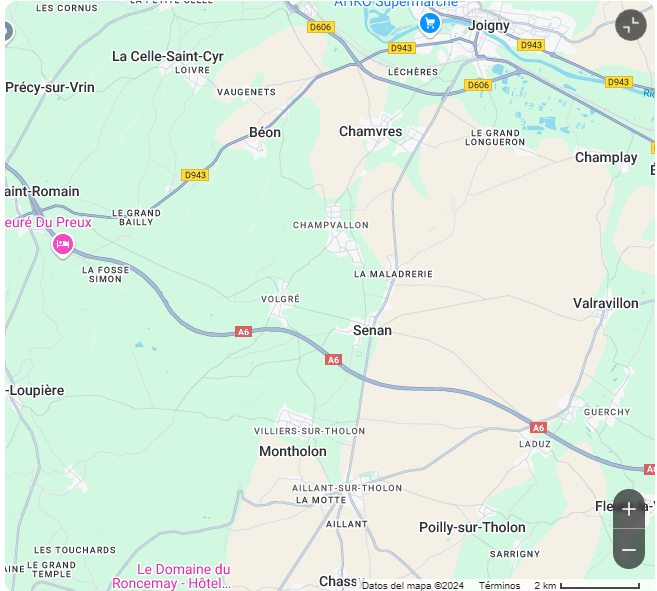 LES CORNUS
AHRO Supermarché
D606
Joigny
D943
D943
La Celle-Saint-Cyr
LOIVRE
LÉCHÈRES
D943
Précy-sur-Vrin
VAUGENETS
D606
Béon
Chamvres
LE GRAND
LONGUERON
Champlay
D943
aint-Romain
LE GRAND
BAILLY
CHAMPVALLON
euré Du Preux
LA FOSSE
SIMON
LA MALADRERIE
VOLGRÉ
Valravillon
A6
Senan
A6
-Loupière
GUERCHY
VILLIERS-SUR-THOLON
A6
LADUZ
Montholon
AILLANT-SUR-THOLON
LA MOTTE
AILLANT
Poilly-sur-Tholon
LES TOUCHARDS
SARRIGNY
LE GRAND
TEMPLE
Le Domaine du
Roncemay - Hôtel...
Chass
Datos del mapa ©2024
Términos
2 km